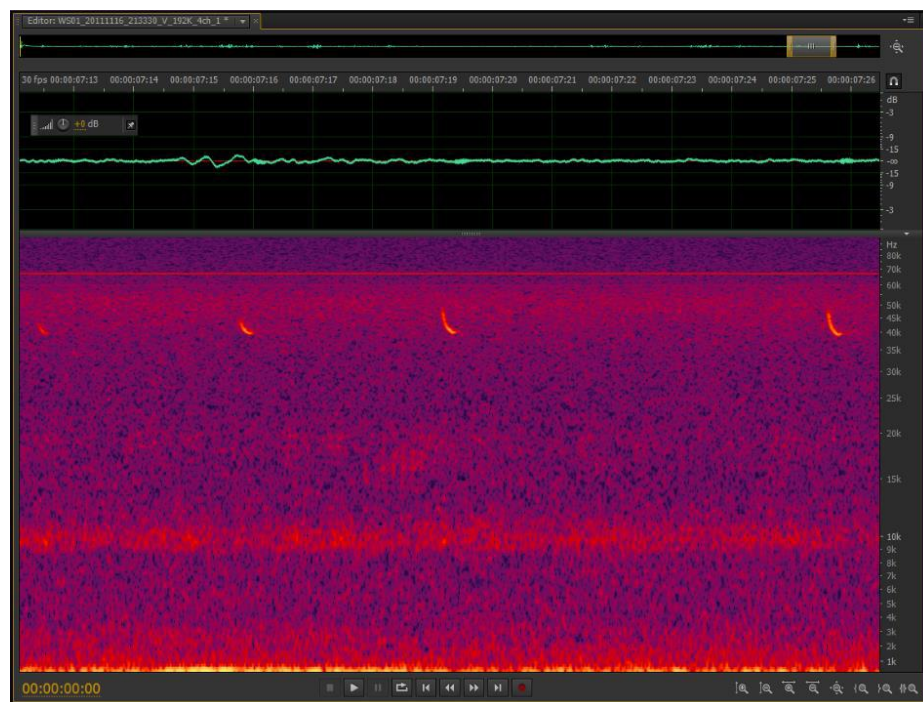 Editor: WS01_20111116_213330_V_192K_4ch_1 *
30 fps 00:00:07:13 00:00:07:14 00:00:07:15 00:00:07:16 00:00:07:17 00:00:07:18 00:00:07:19 00:00:07:20 00:00:07:21 00:00:07:22 00:00:07:23 00:00:07:24 00:00:07:25 00:00:07:26
dB
-3
+0 dB
-9
-15
-∞
-15
-9
-3
Hz
80k
70k
60k
50k
45k
40k
35k
30k
25k
20k
15k
10k
9k
8k
7k
6k
5k
4k
3k
2k
1k
00:00:00:00